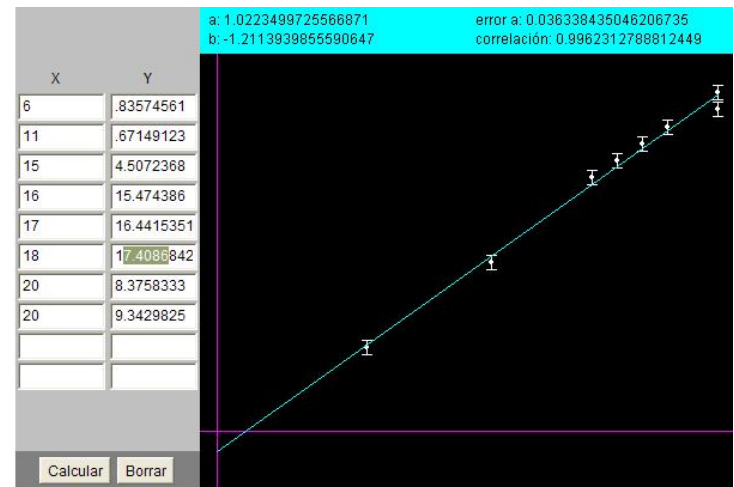 a: 1.0223499725566871 error a: 0.036338435046206735
b: -1.2113939855590647 correlación: 0.9962312788812449
X Y
6 .83574561
11 .67149123
15 4.5072368
16 15.474386
17 16.4415351
18 17.4086842
20 8.3758333
20 9.3429825
Calcular Borrar